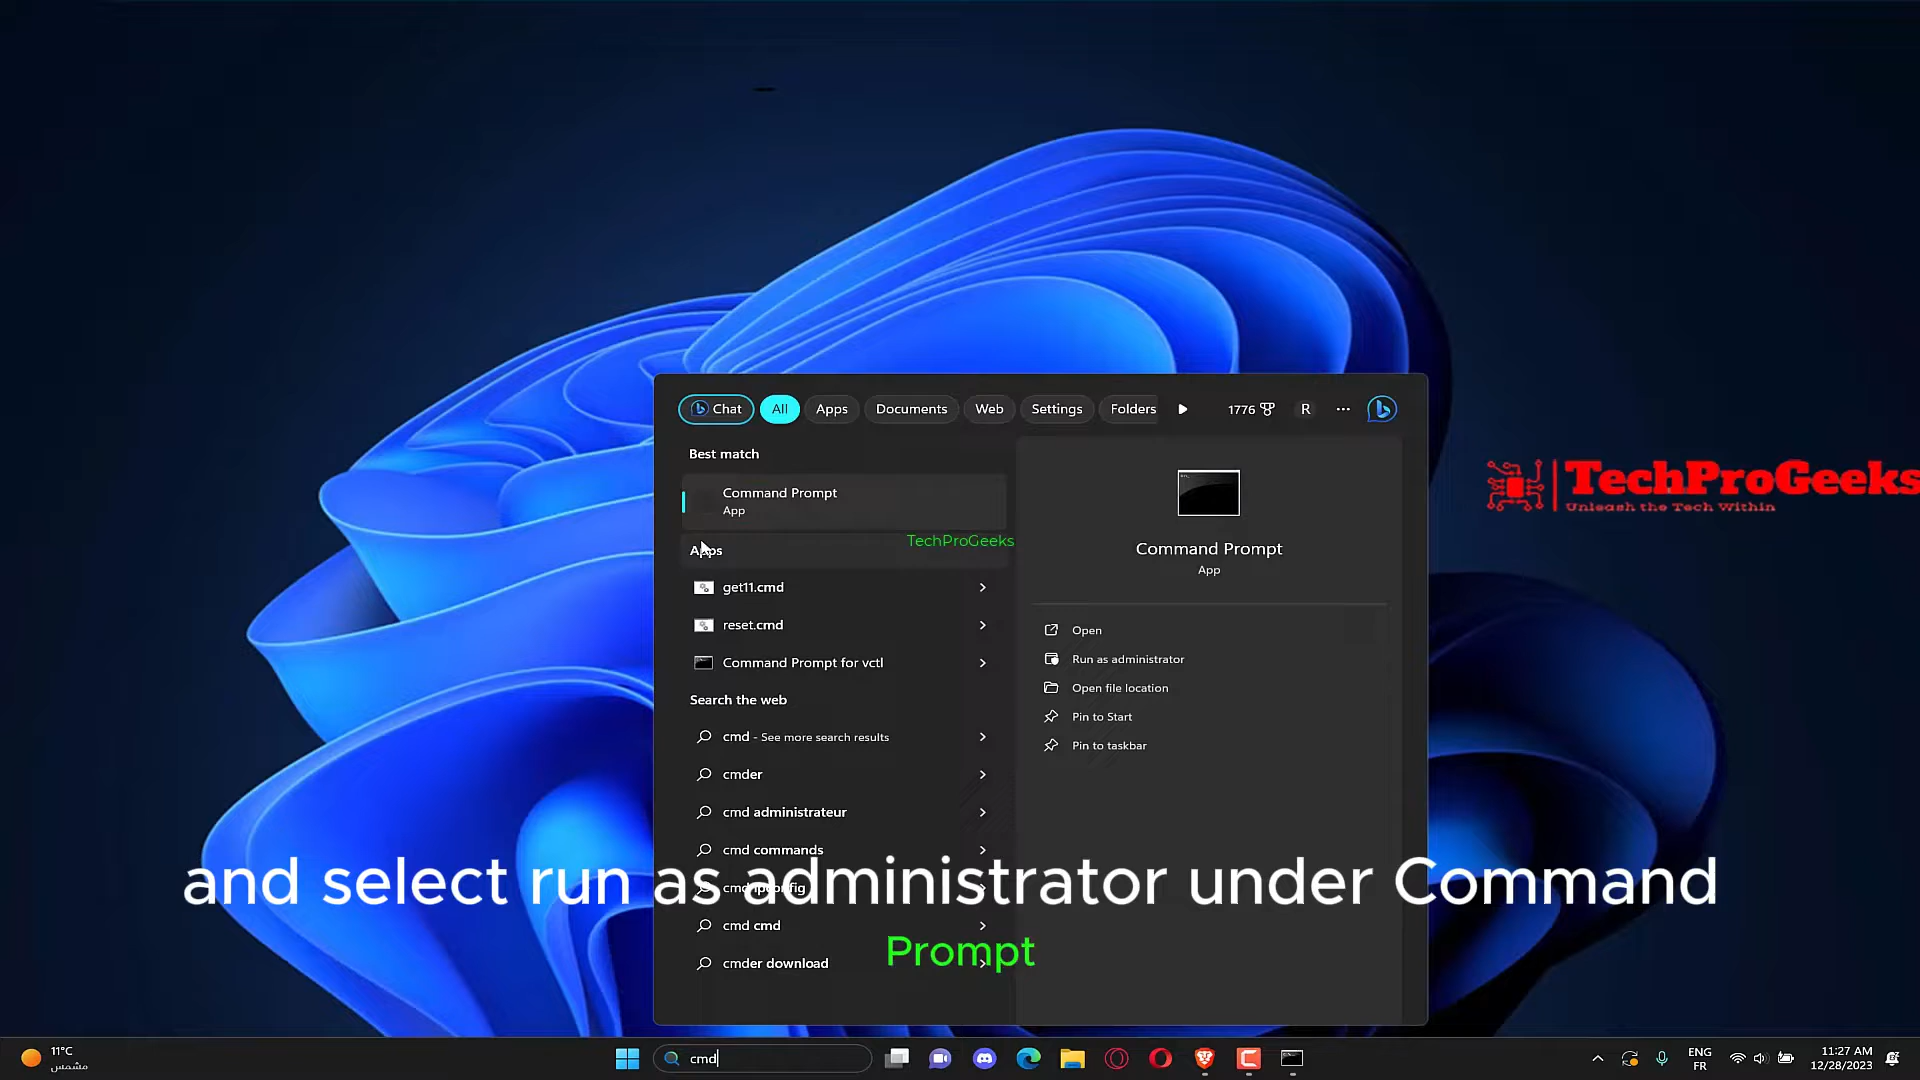 Chat
All
Apps
Documents
Web
Settings
Folders
1776
R
Best match
Command Prompt
App
Apps
get11.cmd
reset.cmd
Command Prompt for vctl
Search the web
cmd - See more search results
cmder
cmd administrateur
cmd commands
cmd ipconfig
cmd cmd
cmder download
TechProGeeks
Command Prompt
App
Open
Run as administrator
Open file location
Pin to Start
Pin to taskbar
TechProGeeks
Unleash the Tech Within
and select run as administrator under Command
Prompt
11°C
مشمس
cmd
ENG
FR
11:27 AM
12/28/2023